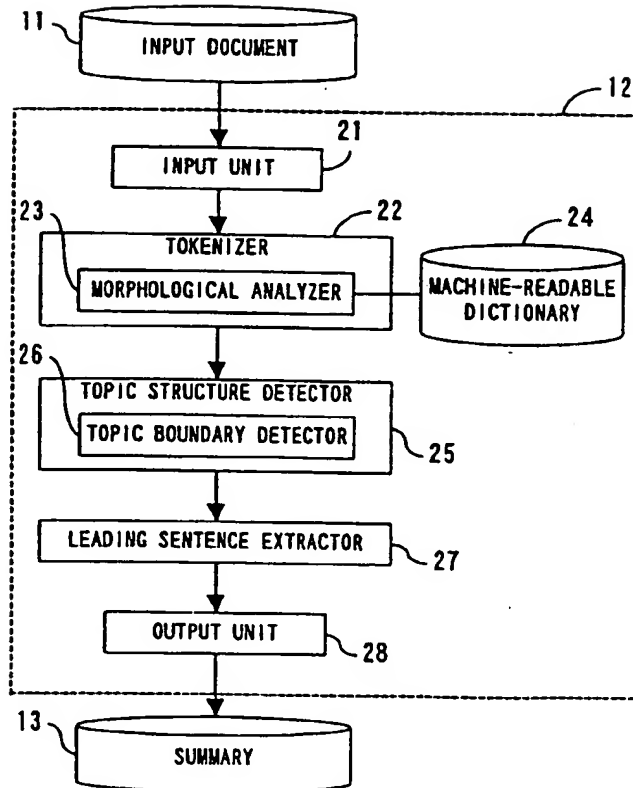 11
INPUT DOCUMENT
12
21
INPUT UNIT
23
22
24
TOKENIZER
MORPHOLOGICAL ANALYZER
MACHINE-READABLE
DICTIONARY
26
TOPIC STRUCTURE DETECTOR
TOPIC BOUNDARY DETECTOR
25
LEADING SENTENCE EXTRACTOR
27
OUTPUT UNIT
28
13
SUMMARY